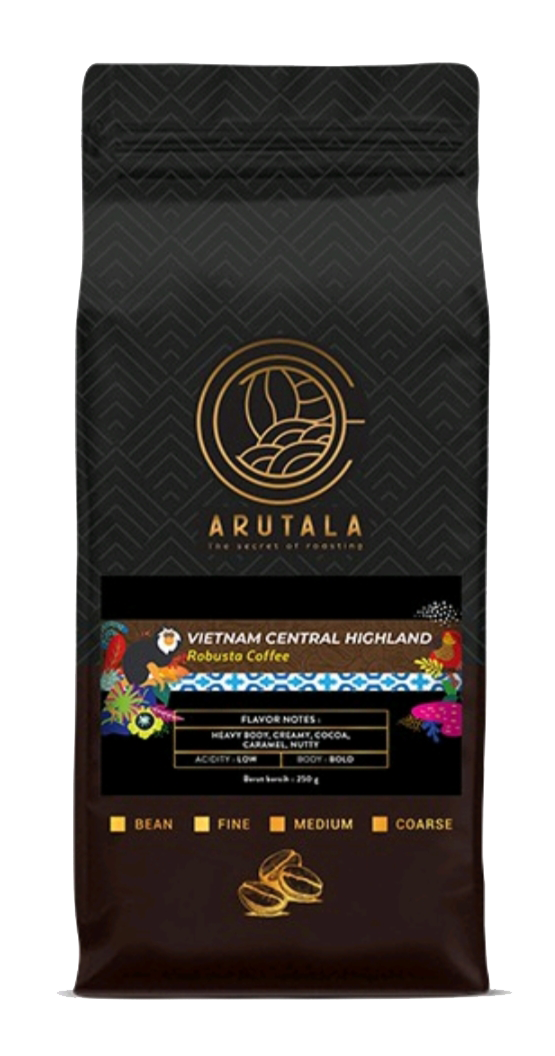 ARUTALA
The secret of roasting
VIETNAM CENTRAL HIGHLAND
Robusta Coffee
FLAVOR NOTES :
HEAVY BODY, CREAMY, COCOA,
CARAMEL, NUTTY
ACIDITY : LOW BODY : BOLD
Berat bersih : 250 g
BEAN FINE MEDIUM COARSE